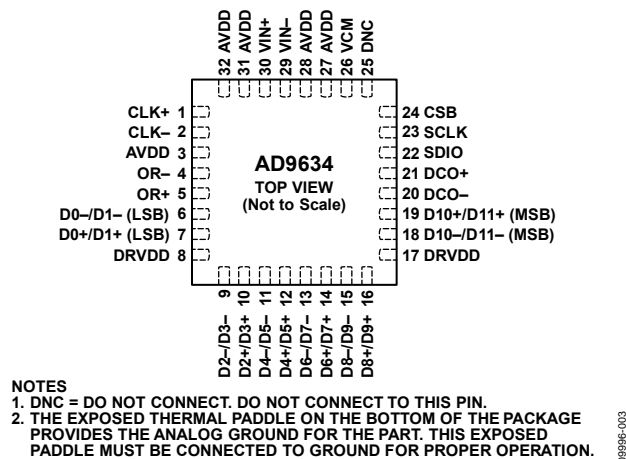 32 AVDD
31 AVDD
30 VIN+
29 VIN–
28 AVDD
27 AVDD
26 VCM
25 DNC
CLK+ 1
CLK– 2
AVDD 3
OR– 4
OR+ 5
D0–/D1– (LSB) 6
D0+/D1+ (LSB) 7
DRVDD 8
AD9634
TOP VIEW
(Not to Scale)
24 CSB
23 SCLK
22 SDIO
21 DCO+
20 DCO–
19 D10+/D11+ (MSB)
18 D10–/D11– (MSB)
17 DRVDD
D2–/D3– 9
D2+/D3+ 10
D4–/D5– 11
D4+/D5+ 12
D6–/D7– 13
D6+/D7+ 14
D8–/D9– 15
D8+/D9+ 16
NOTES
1. DNC = DO NOT CONNECT. DO NOT CONNECT TO THIS PIN.
2. THE EXPOSED THERMAL PADDLE ON THE BOTTOM OF THE PACKAGE
PROVIDES THE ANALOG GROUND FOR THE PART. THIS EXPOSED
PADDLE MUST BE CONNECTED TO GROUND FOR PROPER OPERATION.
09996-003